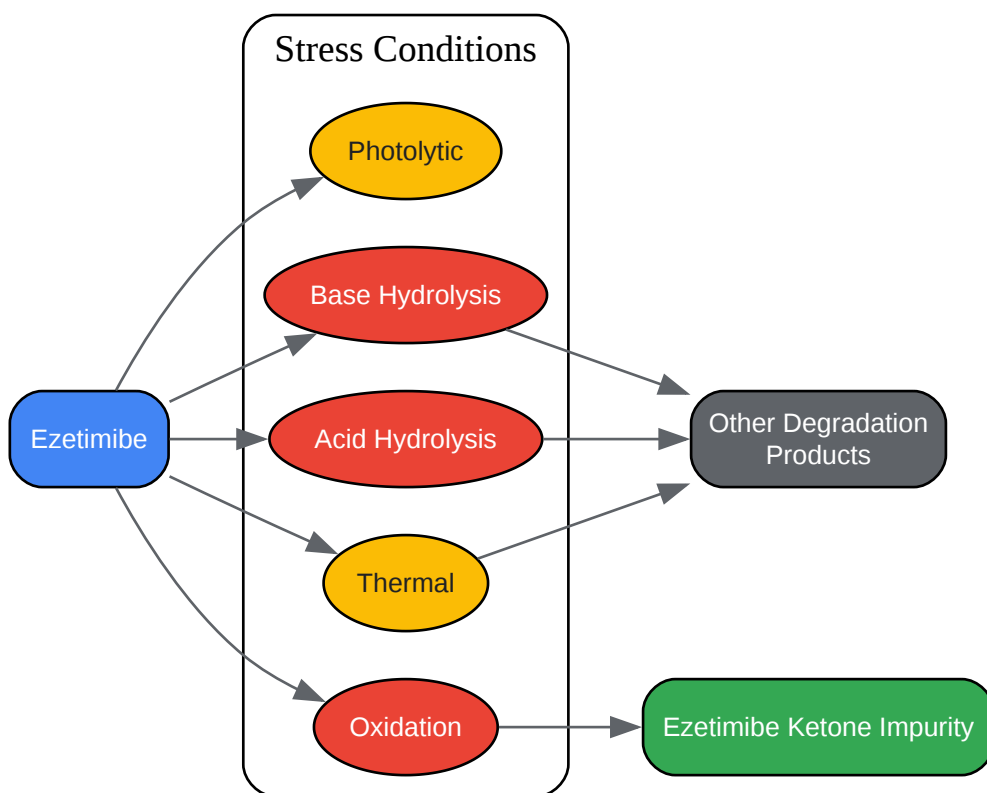 Stress Conditions
Photolytic
Base Hydrolysis
Ezetimibe
Acid Hydrolysis
Other Degradation
Products
Thermal
Oxidation
Ezetimibe Ketone Impurity